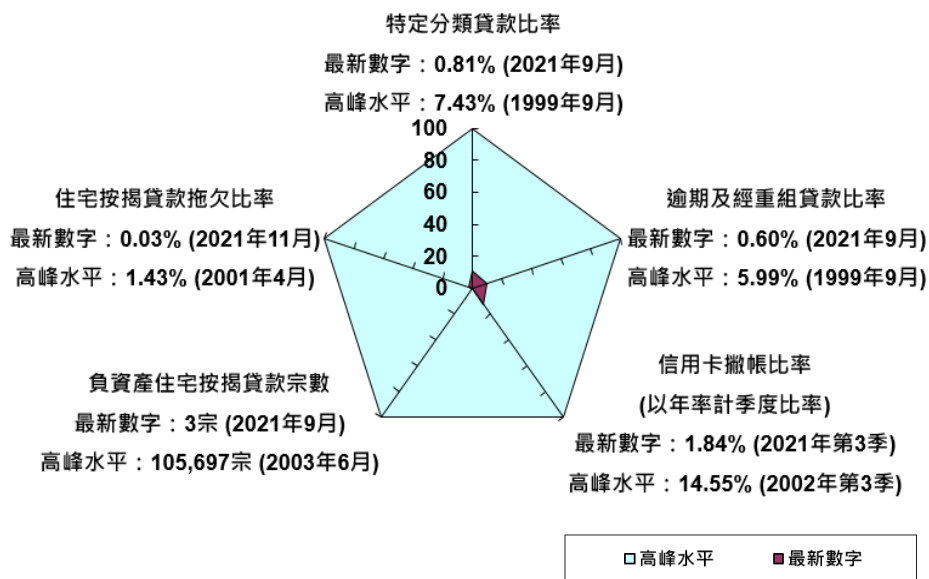 特定分類貸款比率
最新數字：0.81% (2021年9月)
高峰水平：7.43% (1999年9月)
100
80
60
40
20
0
住宅按揭貸款拖欠比率
最新數字：0.03% (2021年11月)
高峰水平：1.43% (2001年4月)
逾期及經重組貸款比率
最新數字：0.60% (2021年9月)
高峰水平：5.99% (1999年9月)
負資產住宅按揭貸款宗數
最新數字：3宗 (2021年9月)
高峰水平：105,697宗 (2003年6月)
信用卡撇帳比率
(以年率計季度比率)
最新數字：1.84% (2021年第3季)
高峰水平：14.55% (2002年第3季)
高峰水平
最新數字